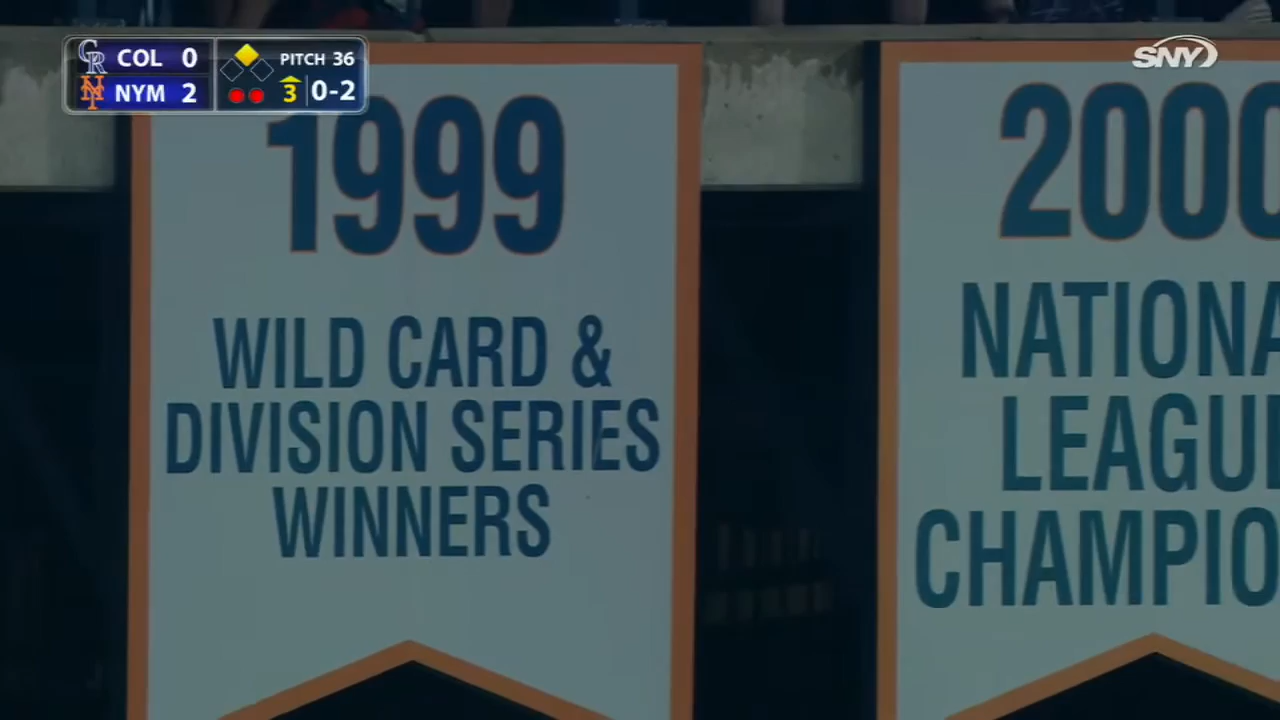 COL 0
NYM 2
PITCH 36
3 0-2
SNY
1999
WILD CARD &
DIVISION SERIES
WINNERS
2000
NATIONA
LEAGU
CHAMPIO